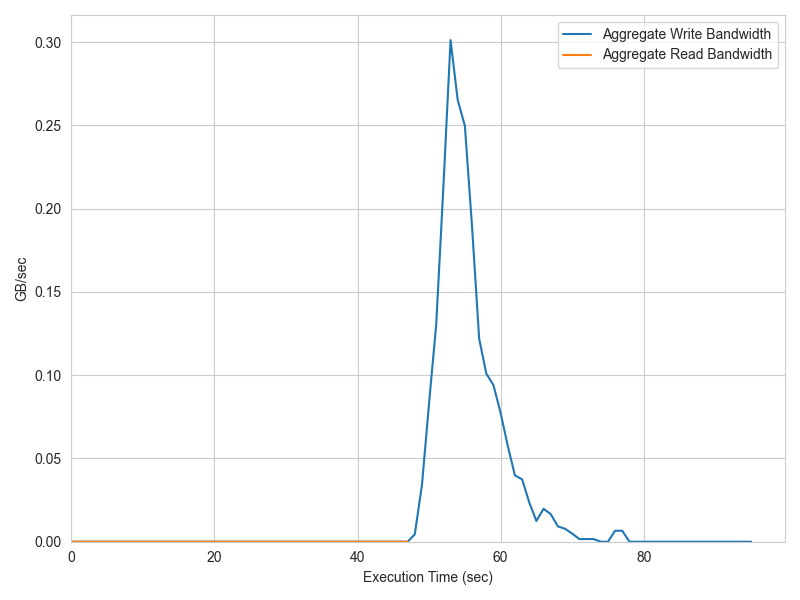 Aggregate Write Bandwidth
Aggregate Read Bandwidth
0.30
0.25
0.20
0.15
0.10
0.05
0.00
GB/sec
0 20 40 60 80
Execution Time (sec)